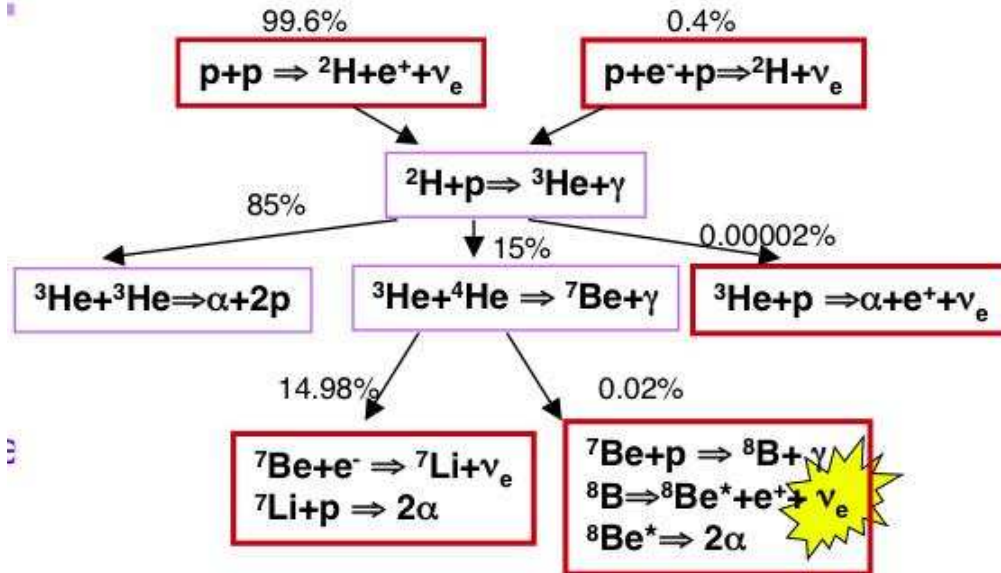 99.6%
0.4%
p+p ⇒ ²H+e⁺+νₑ
p+e⁻+p⇒²H+νₑ
²H+p⇒ ³He+γ
85%
15%
0.00002%
³He+³He⇒α+2p
³He+⁴He ⇒ ⁷Be+γ
³He+p ⇒α+e⁺+νₑ
14.98%
0.02%
⁷Be+e⁻ ⇒ ⁷Li+νₑ
⁷Li+p ⇒ 2α
⁷Be+p ⇒ ⁸B+ γ
⁸B⇒⁸Be*+e⁺+ νₑ
⁸Be*⇒ 2α